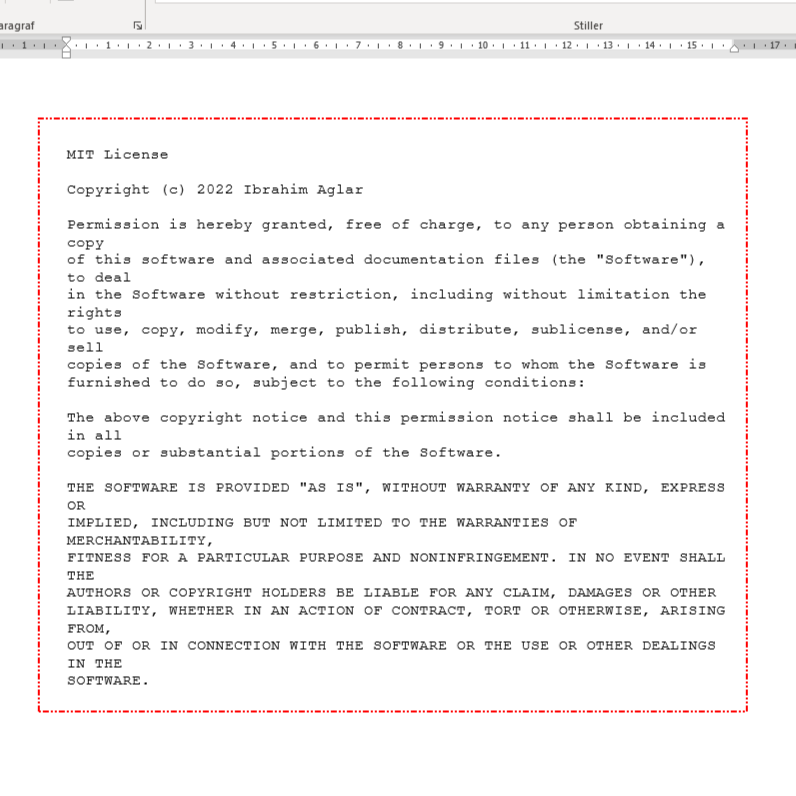 aragraf
Stiller
1 1 2 3 4 5 6 7 8 9 10 11 12 13 14 15 17
MIT License
Copyright (c) 2022 Ibrahim Aglar
Permission is hereby granted, free of charge, to any person obtaining a
copy
of this software and associated documentation files (the "Software"),
to deal
in the Software without restriction, including without limitation the
rights
to use, copy, modify, merge, publish, distribute, sublicense, and/or
sell
copies of the Software, and to permit persons to whom the Software is
furnished to do so, subject to the following conditions:
The above copyright notice and this permission notice shall be included
in all
copies or substantial portions of the Software.
THE SOFTWARE IS PROVIDED "AS IS", WITHOUT WARRANTY OF ANY KIND, EXPRESS
OR
IMPLIED, INCLUDING BUT NOT LIMITED TO THE WARRANTIES OF
MERCHANTABILITY,
FITNESS FOR A PARTICULAR PURPOSE AND NONINFRINGEMENT. IN NO EVENT SHALL
THE
AUTHORS OR COPYRIGHT HOLDERS BE LIABLE FOR ANY CLAIM, DAMAGES OR OTHER
LIABILITY, WHETHER IN AN ACTION OF CONTRACT, TORT OR OTHERWISE, ARISING
FROM,
OUT OF OR IN CONNECTION WITH THE SOFTWARE OR THE USE OR OTHER DEALINGS
IN THE
SOFTWARE.